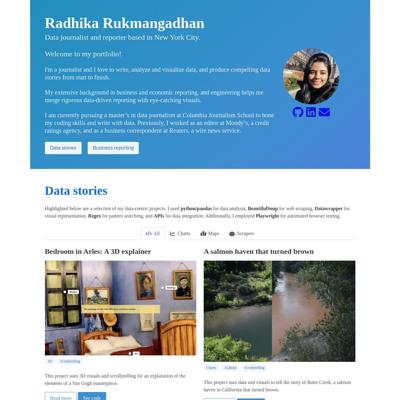 Radhika Rukmangadhan
Data journalist and reporter based in New York City.
Welcome to my portfolio!
I'm a journalist and I love to write, analyze and visualize data, and produce compelling data
stories from start to finish.
My extensive background in business and economic reporting, and engineering helps me
merge rigorous data-driven reporting with eye-catching visuals.
I am currently pursuing a master's in data journalism at Columbia Journalism School to hone
my coding skills and write with data. Previously, I worked as an editor at Moody's, a credit
ratings agency, and as a business correspondent at Reuters, a wire news service.
Data stories
Business reporting
Data stories
Highlighted below are a selection of my data-centric projects. I used python/pandas for data analysis, BeautifulSoup for web scraping, Datawrapper for
visual representation, Regex for pattern searching, and APIs for data integration. Additionally, I employed Playwright for automated browser testing.
</> All
Charts
Maps
Scrapers
Bedroom in Arles: A 3D explainer
A salmon haven that turned brown
3D
Scrollytelling
This project uses 3D visuals and scrollytelling for an explanation of the
elements of a Van Gogh masterpiece.
Read more
See code
Charts
Scrollytelling
This project uses data and visuals to tell the story of Butte Creek, a salmon
haven in California that turned brown.